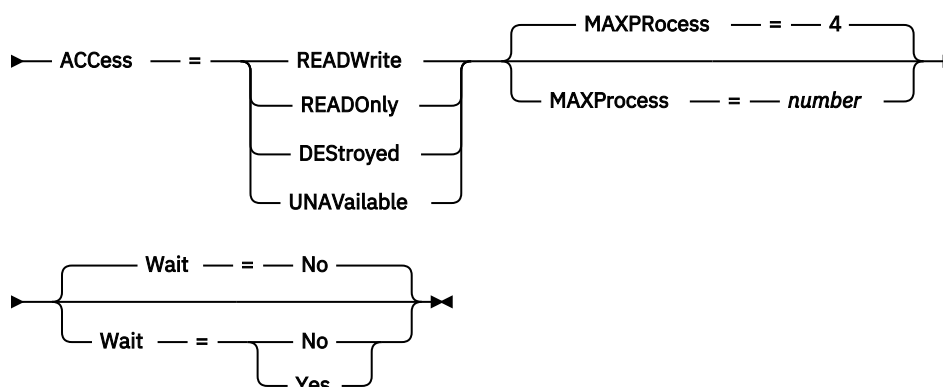 MAXPRocess = 4
ACCess = READWrite
READOnly
MAXProcess = number
DEStroyed
UNAVailable
Wait = No
Wait = No
Yes